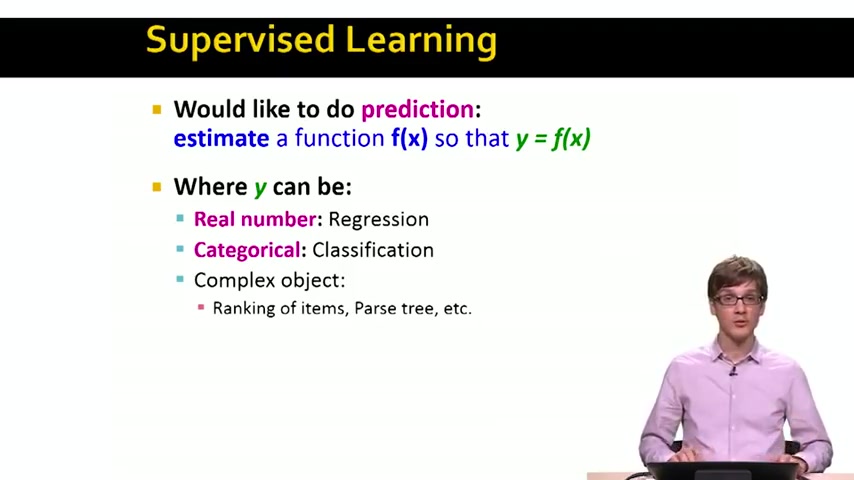 Supervised Learning
Would like to do prediction:
estimate a function f(x) so that y = f(x)
Where y can be:
Real number: Regression
Categorical: Classification
Complex object:
Ranking of items, Parse tree, etc.